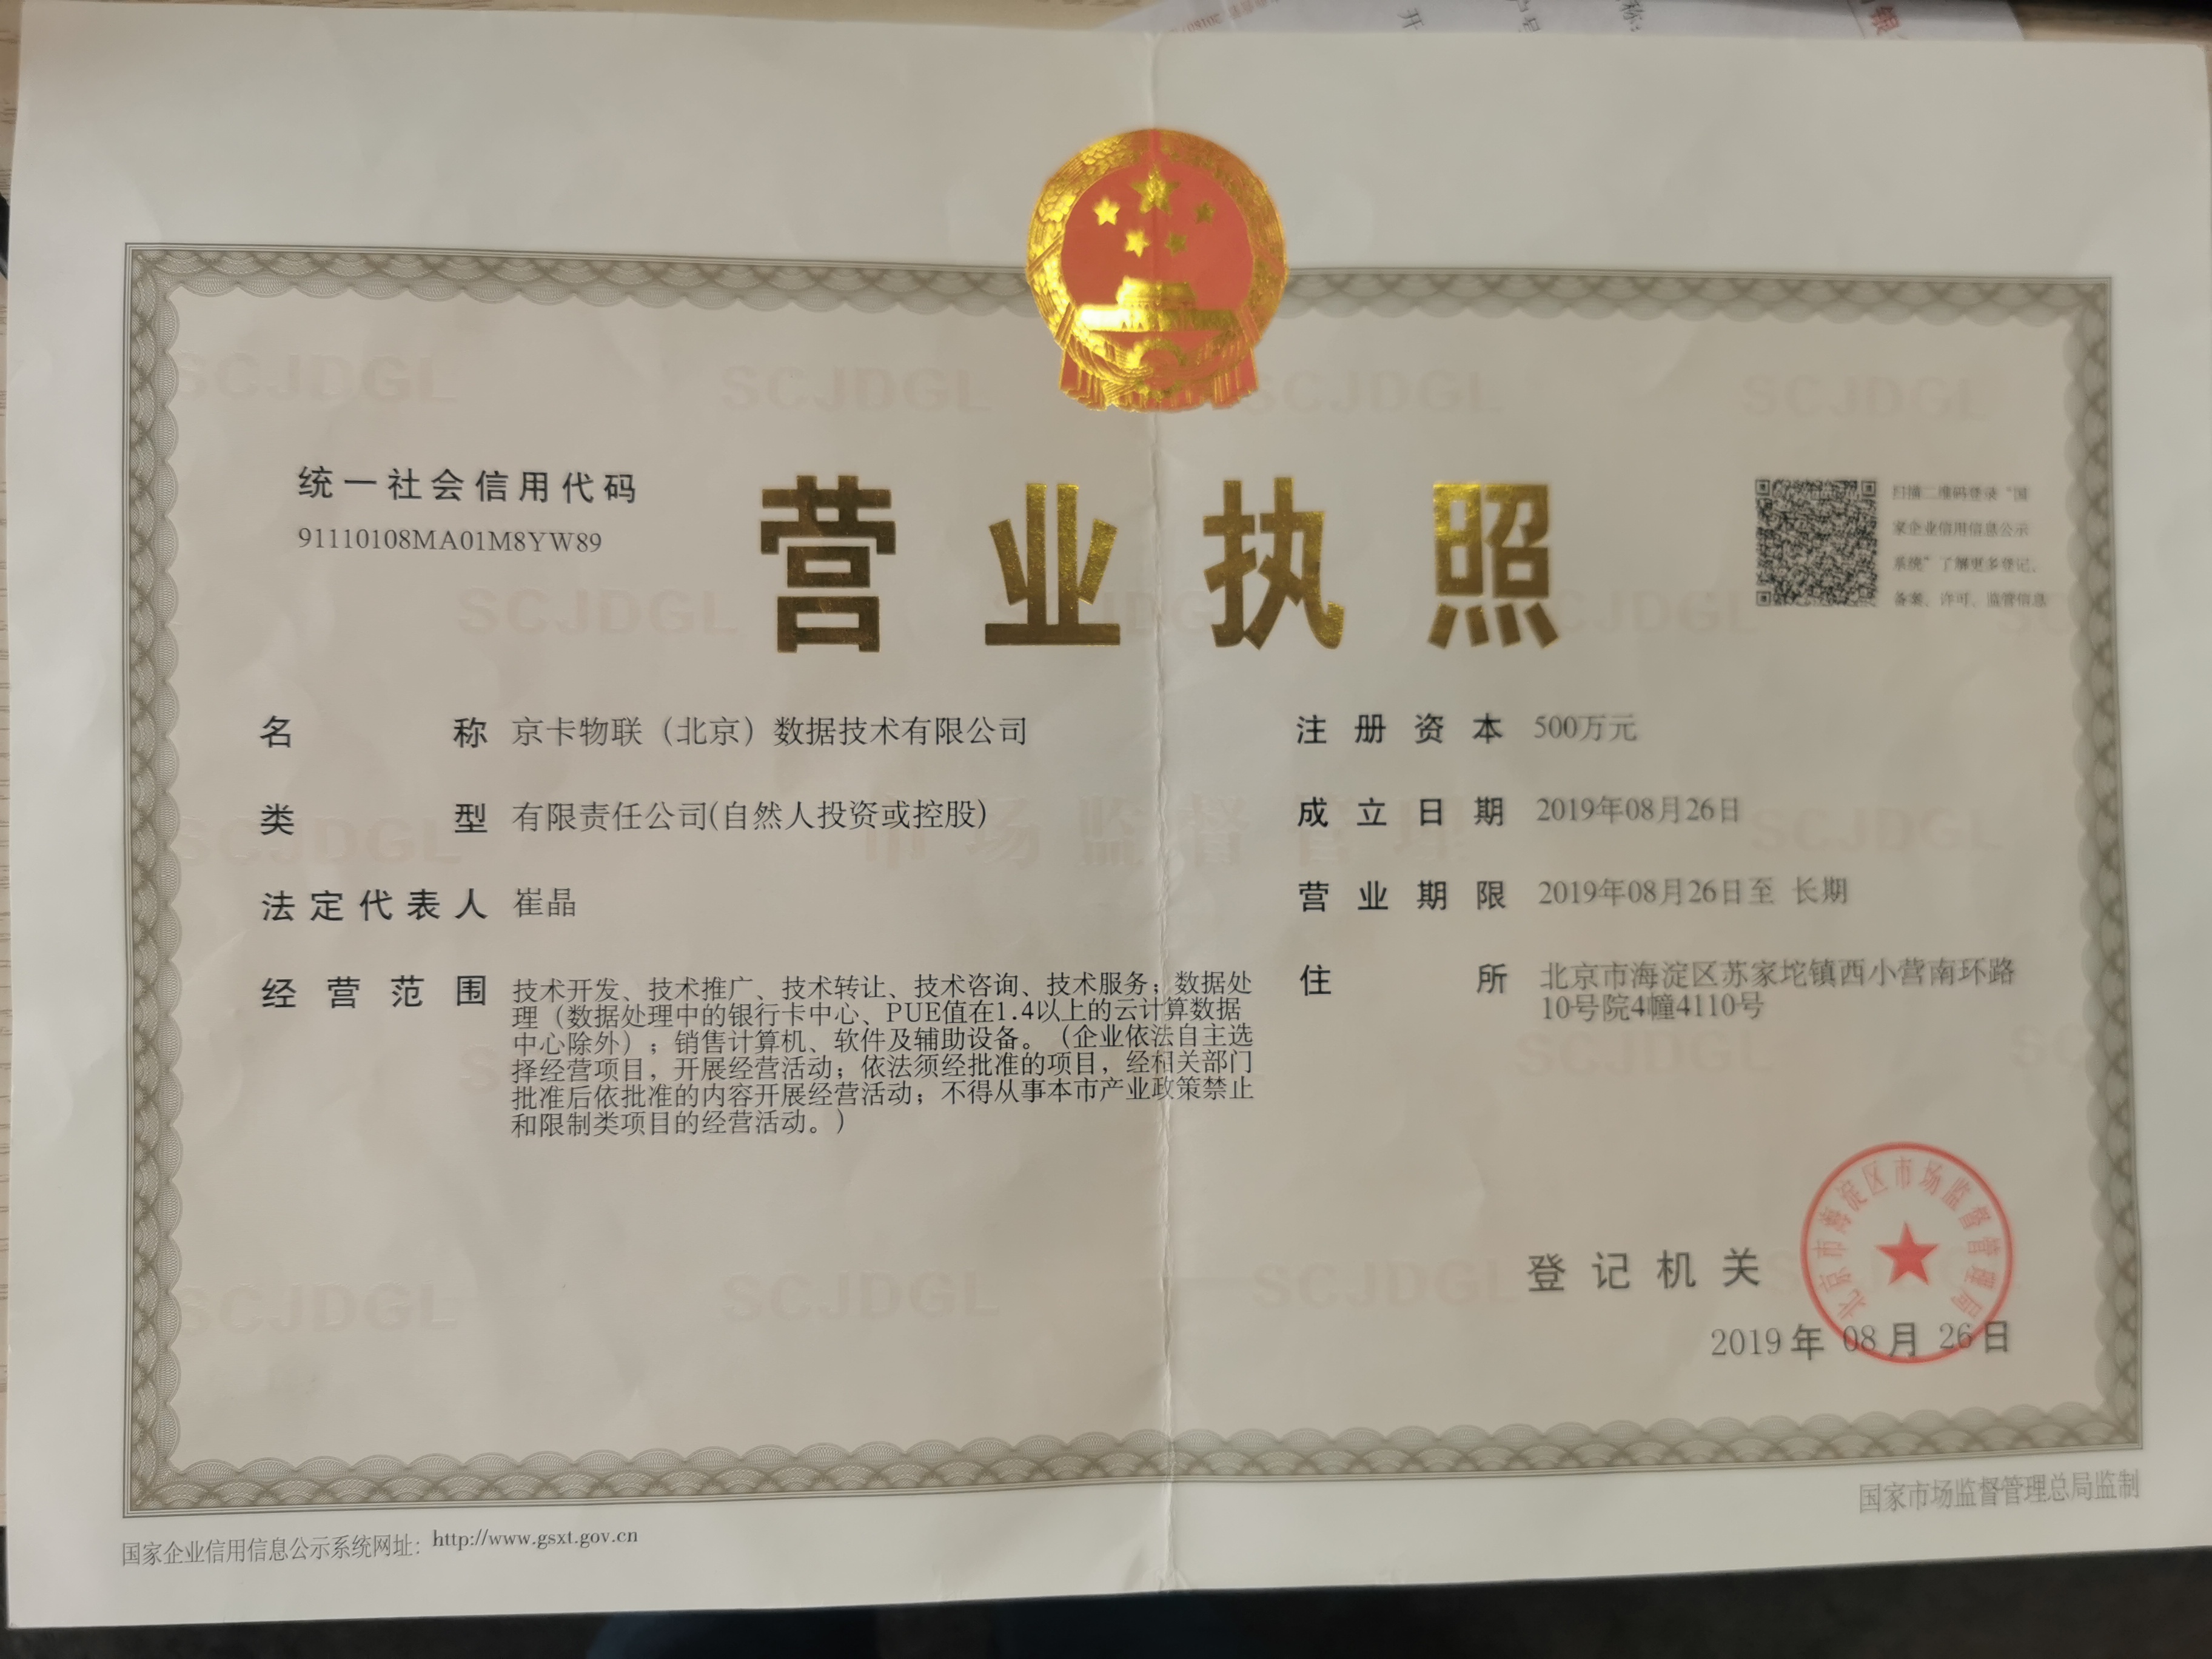 统一社会信用代码
91110108MA01M8YW89
营业执照
扫描二维码登录“国
家企业信用信息公示
系统”了解更多登记、
备案、许可、监管信息
名称 京卡物联（北京）数据技术有限公司
类型 有限责任公司(自然人投资或控股)
法定代表人 崔晶
经营范围 技术开发、技术推广、技术转让、技术咨询、技术服务；数据处
理（数据处理中的银行卡中心、PUE值在1.4以上的云计算数据
中心除外）；销售计算机、软件及辅助设备。（企业依法自主选
择经营项目，开展经营活动；依法须经批准的项目，经相关部门
批准后依批准的内容开展经营活动；不得从事本市产业政策禁止
和限制类项目的经营活动。）
注册资本 500万元
成立日期 2019年08月26日
营业期限 2019年08月26日至 长期
住所 北京市海淀区苏家坨镇西小营南环路
10号院4幢4110号
登记机关
北京市海淀区市场监督管理局
2019年08月26日
国家企业信用信息公示系统网址：http://www.gsxt.gov.cn
国家市场监督管理总局监制
SCJDGL
SCJDGL
SCJDGL
SCJDGL
SCJDGL
市场监督管理
SCJDGL
SCJDGL
SCJDGL
SCJDGL
SCJDGL
SCJDGL